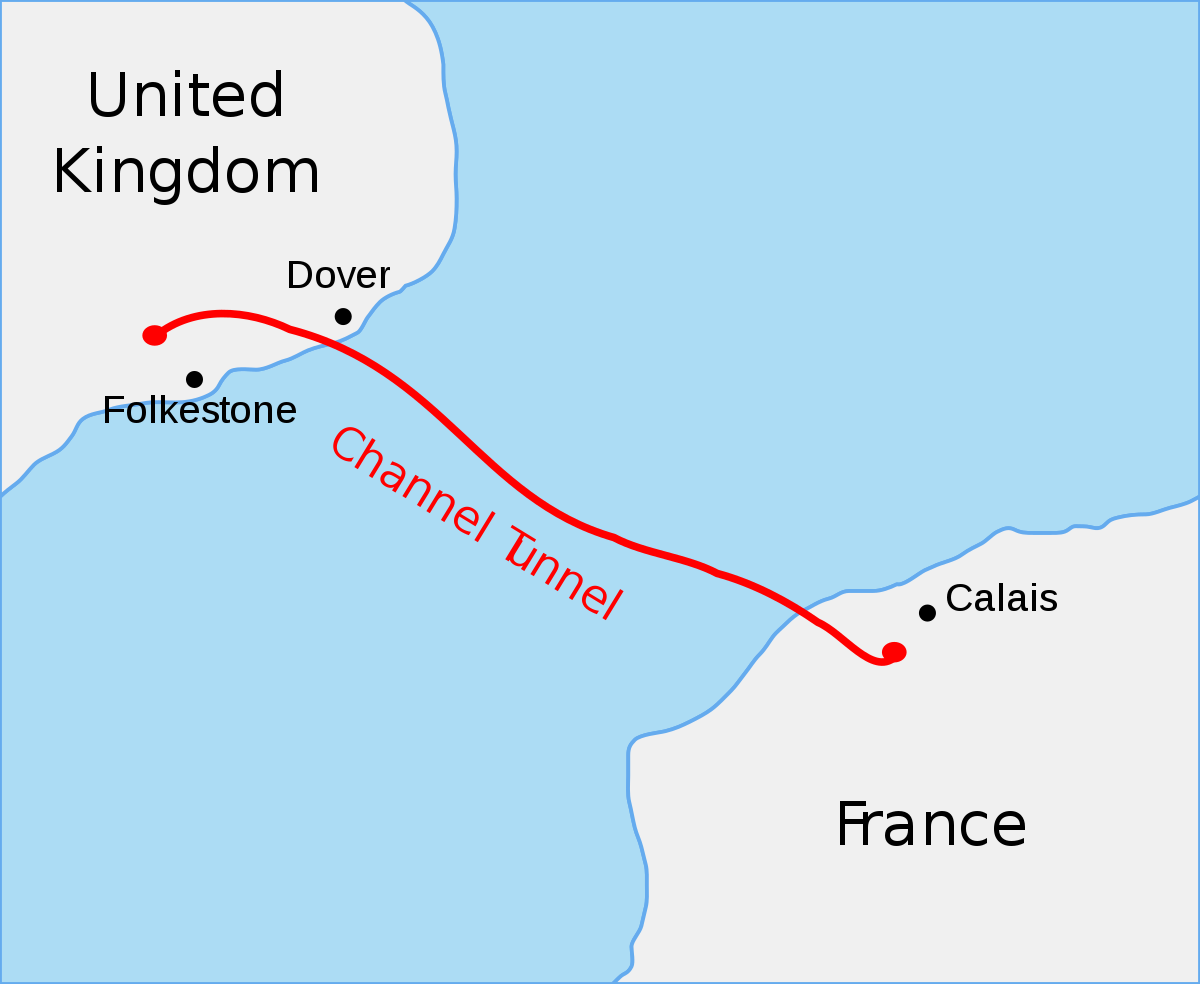 United
Kingdom
Dover
Folkestone
Channel Tunnel
Calais
France